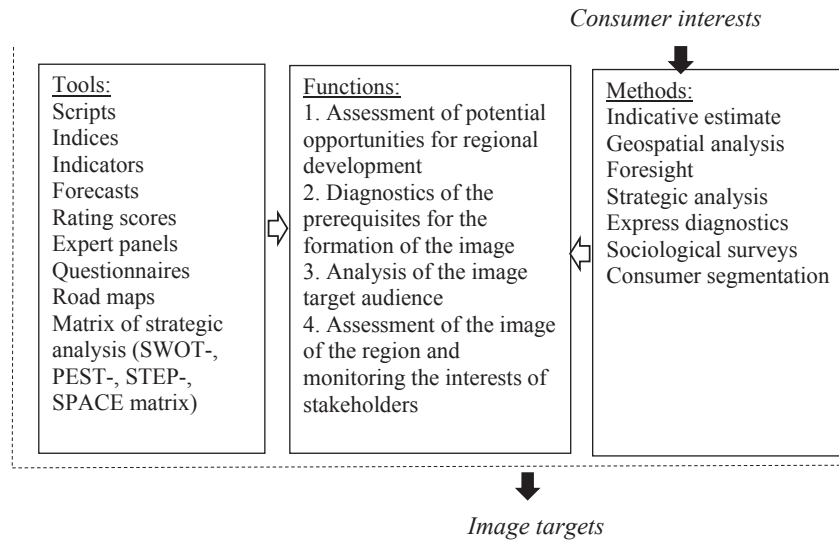 Consumer interests
Tools:
Scripts
Indices
Indicators
Forecasts
Rating scores
Expert panels
Questionnaires
Road maps
Matrix of strategic
analysis (SWOT-,
PEST-, STEP-,
SPACE matrix)
Functions:
1. Assessment of potential
opportunities for regional
development
2. Diagnostics of the
prerequisites for the
formation of the image
3. Analysis of the image
target audience
4. Assessment of the image
of the region and
monitoring the interests of
stakeholders
Methods:
Indicative estimate
Geospatial analysis
Foresight
Strategic analysis
Express diagnostics
Sociological surveys
Consumer segmentation
Image targets